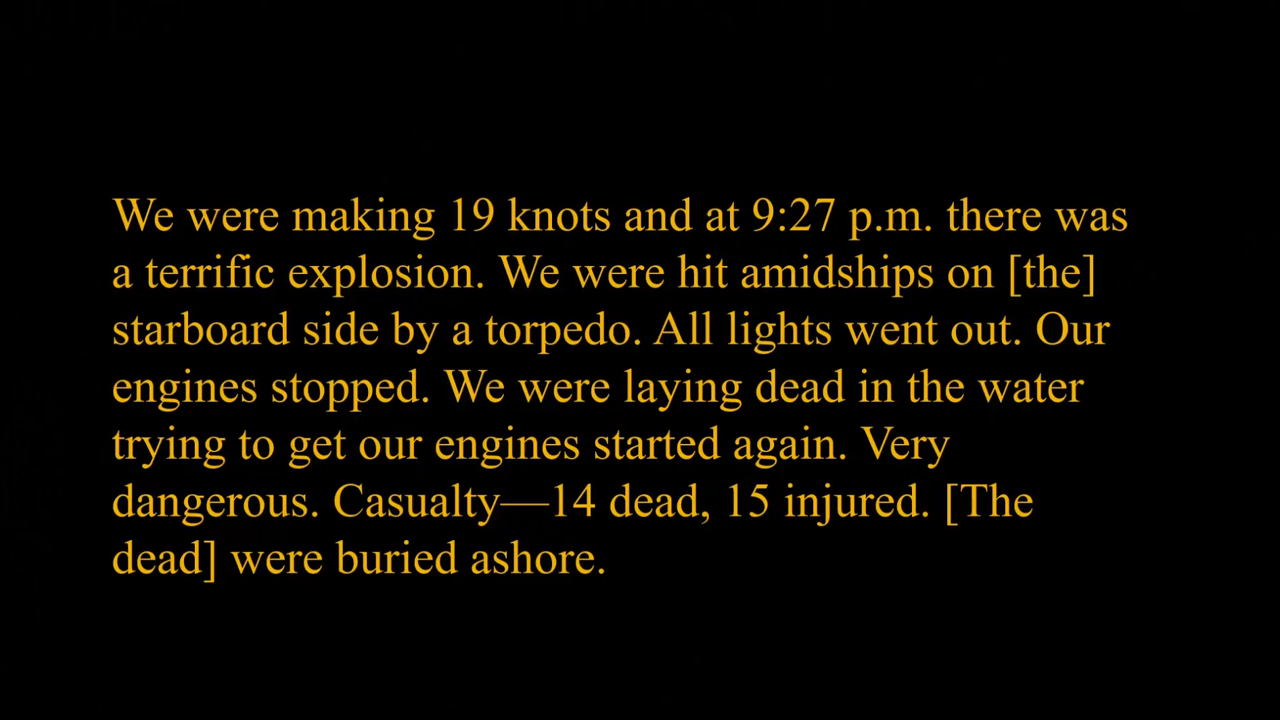 We were making 19 knots and at 9:27 p.m. there was
a terrific explosion. We were hit amidships on [the]
starboard side by a torpedo. All lights went out. Our
engines stopped. We were laying dead in the water
trying to get our engines started again. Very
dangerous. Casualty—14 dead, 15 injured. [The
dead] were buried ashore.